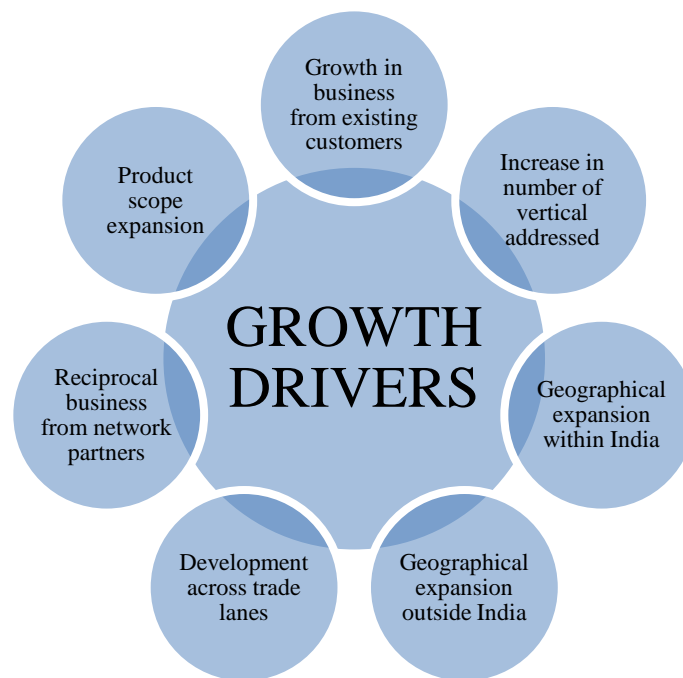 Growth in
business
from existing
customers
Increase in
number of
vertical
addressed
Geographical
expansion
within India
Geographical
expansion
outside India
Development
across trade
lanes
Reciprocal
business
from network
partners
Product
scope
expansion
GROWTH
DRIVERS